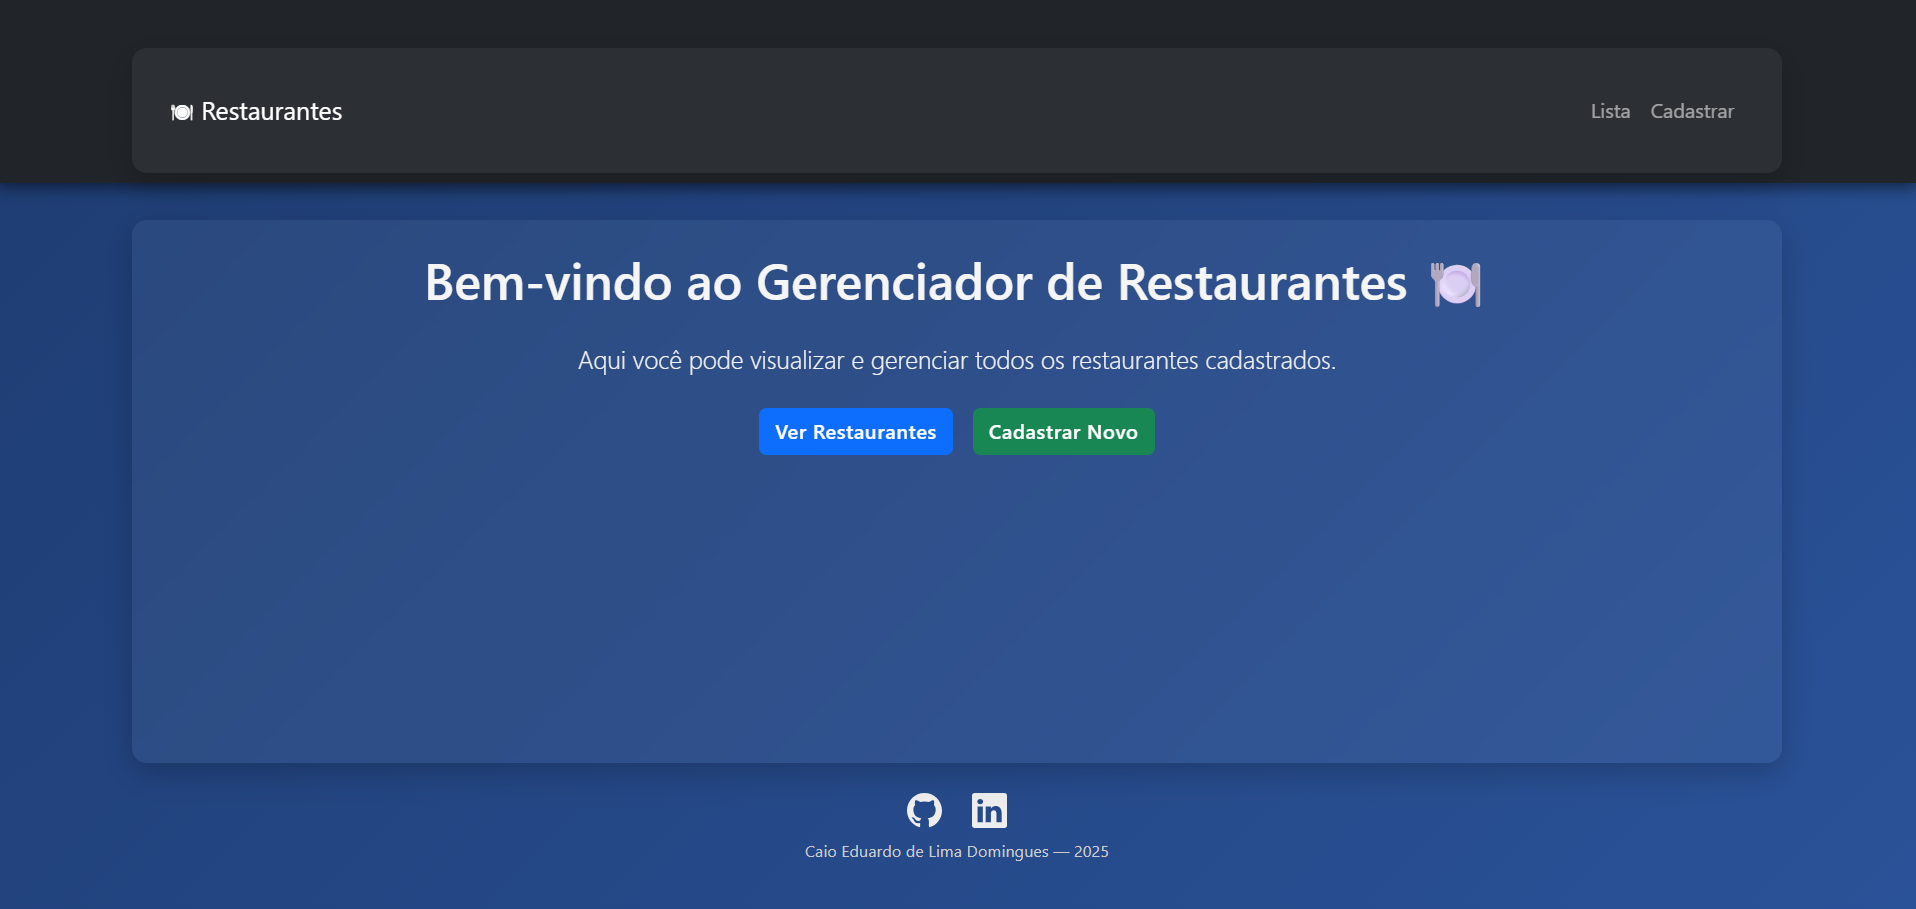 🍽️ Restaurantes
Lista Cadastrar
Bem-vindo ao Gerenciador de Restaurantes 🍽️
Aqui você pode visualizar e gerenciar todos os restaurantes cadastrados.
Ver Restaurantes Cadastrar Novo
Caio Eduardo de Lima Domingues — 2025